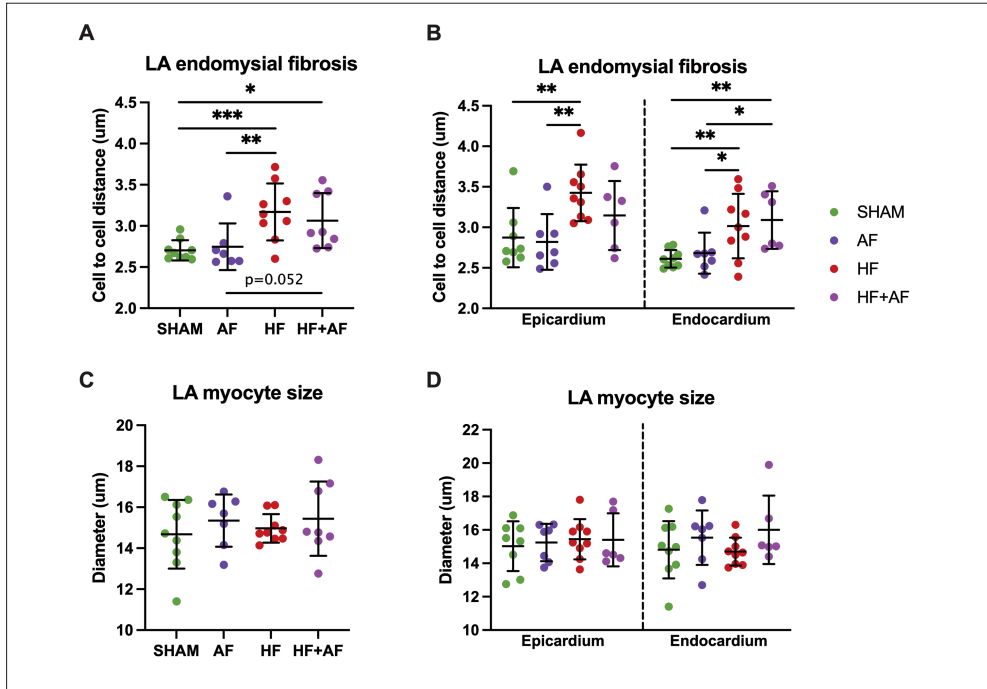 A
LA endomysial fibrosis
*
***
**
Cell to cell distance (um)
4.5
4.0
3.5
3.0
2.5
2.0
p=0.052
SHAM AF HF HF+AF
B
LA endomysial fibrosis
**
**
**
*
**
*
Cell to cell distance (um)
4.5
4.0
3.5
3.0
2.5
2.0
Epicardium Endocardium
SHAM
AF
HF
HF+AF
C
LA myocyte size
Diameter (um)
20
18
16
14
12
10
SHAM AF HF HF+AF
D
LA myocyte size
Diameter (um)
22
20
18
16
14
12
10
Epicardium Endocardium